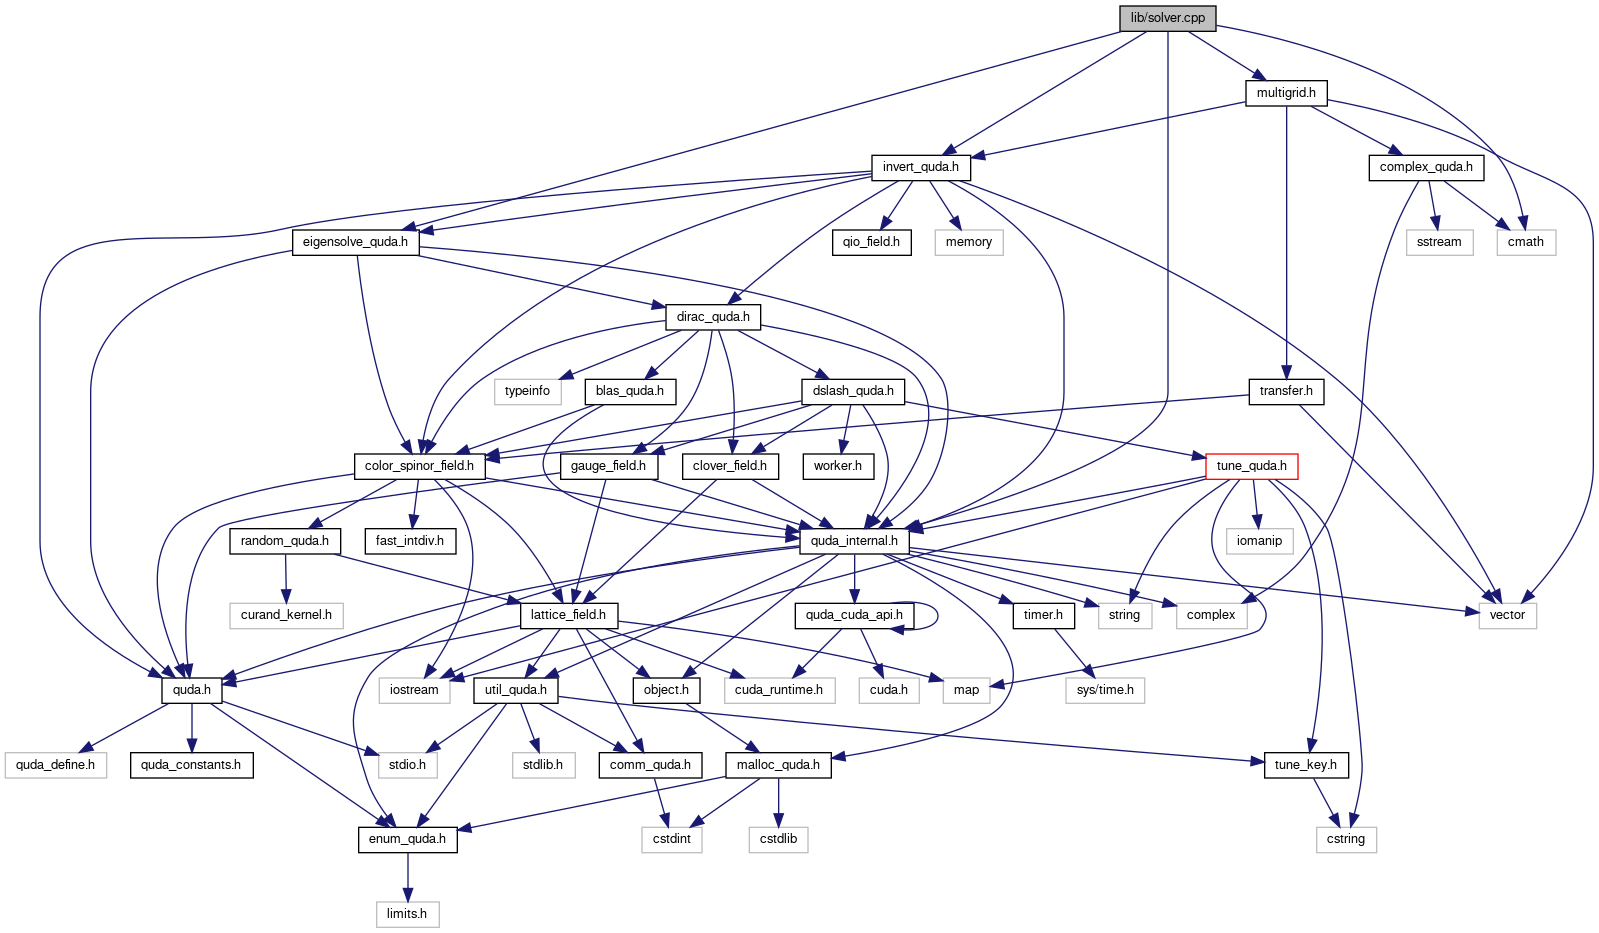 lib/solver.cpp
multigrid.h
invert_quda.h
complex_quda.h
eigensolve_quda.h
qio_field.h
memory
sstream
cmath
dirac_quda.h
typeinfo
blas_quda.h
dslash_quda.h
transfer.h
color_spinor_field.h
gauge_field.h
clover_field.h
worker.h
tune_quda.h
random_quda.h
fast_intdiv.h
quda_internal.h
iomanip
curand_kernel.h
lattice_field.h
quda_cuda_api.h
timer.h
string
complex
vector
quda.h
iostream
util_quda.h
object.h
cuda_runtime.h
cuda.h
map
sys/time.h
quda_define.h
quda_constants.h
stdio.h
stdlib.h
comm_quda.h
malloc_quda.h
tune_key.h
enum_quda.h
cstdint
cstdlib
cstring
limits.h